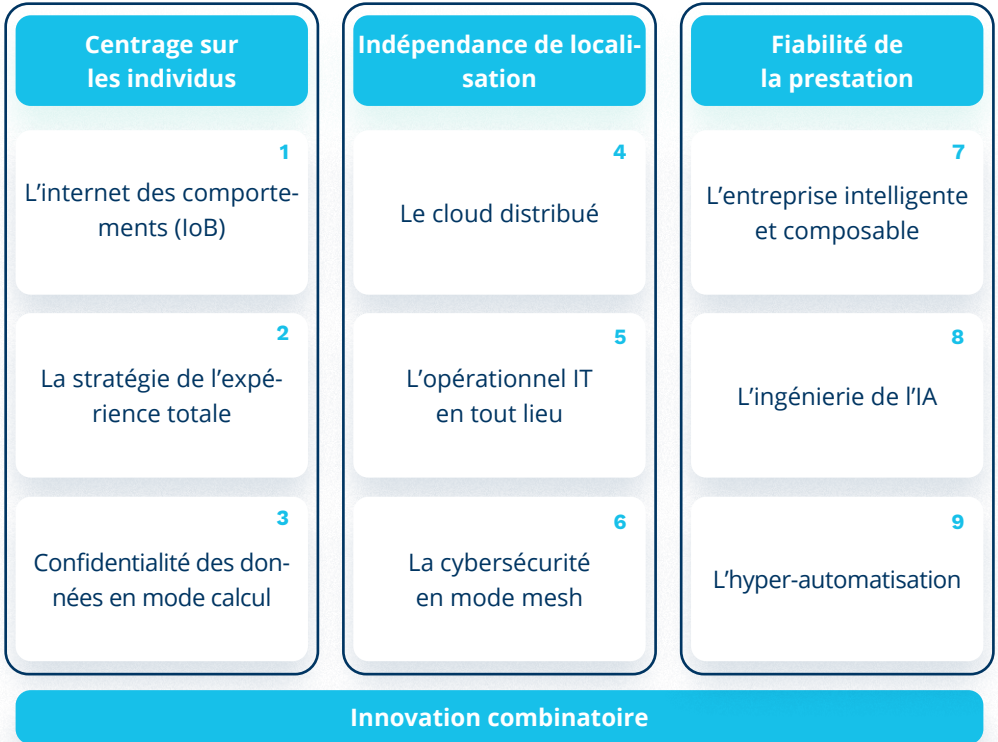 Centrage sur
les individus
1
L’internet des comporte-
ments (IoB)
2
La stratégie de l’expé-
rience totale
3
Confidentialité des don-
nées en mode calcul
Indépendance de locali-
sation
4
Le cloud distribué
5
L’opérationnel IT
en tout lieu
6
La cybersécurité
en mode mesh
Fiabilité de
la prestation
7
L’entreprise intelligente
et composable
8
L’ingénierie de l’IA
9
L’hyper-automatisation
Innovation combinatoire